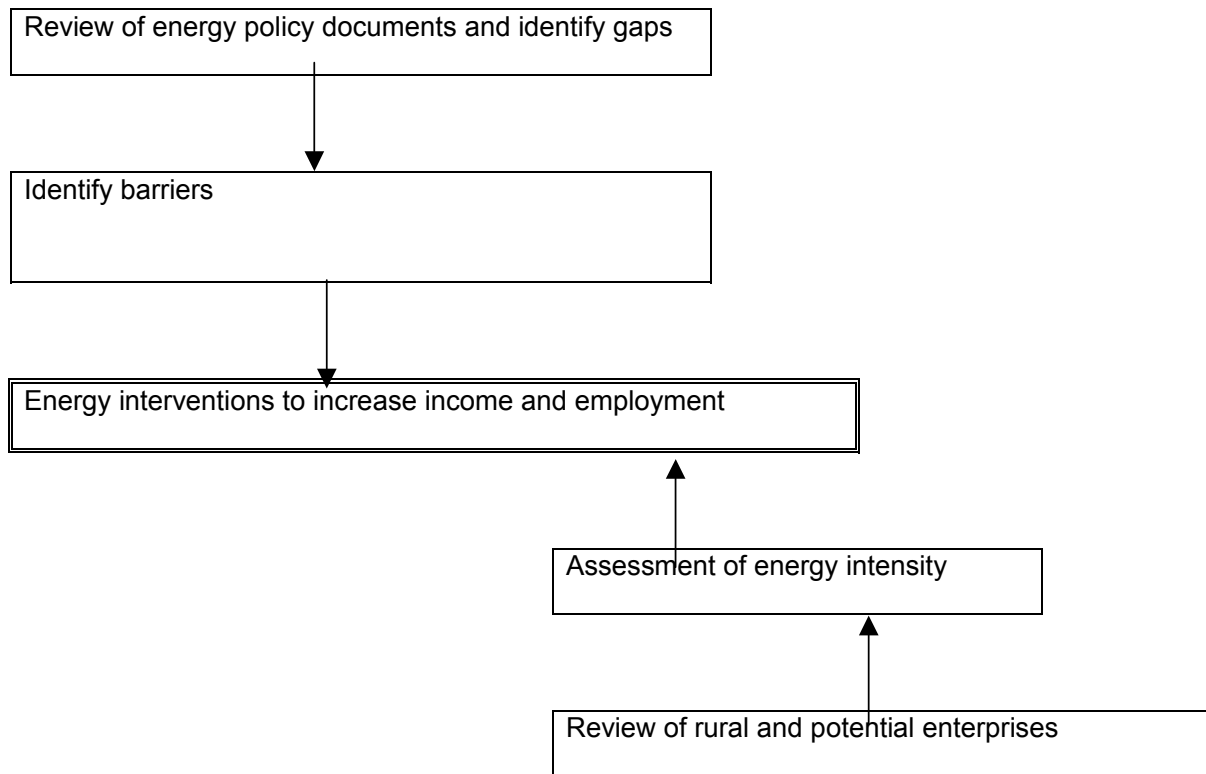 Review of energy policy documents and identify gaps
Identify barriers
Energy interventions to increase income and employment
Assessment of energy intensity
Review of rural and potential enterprises